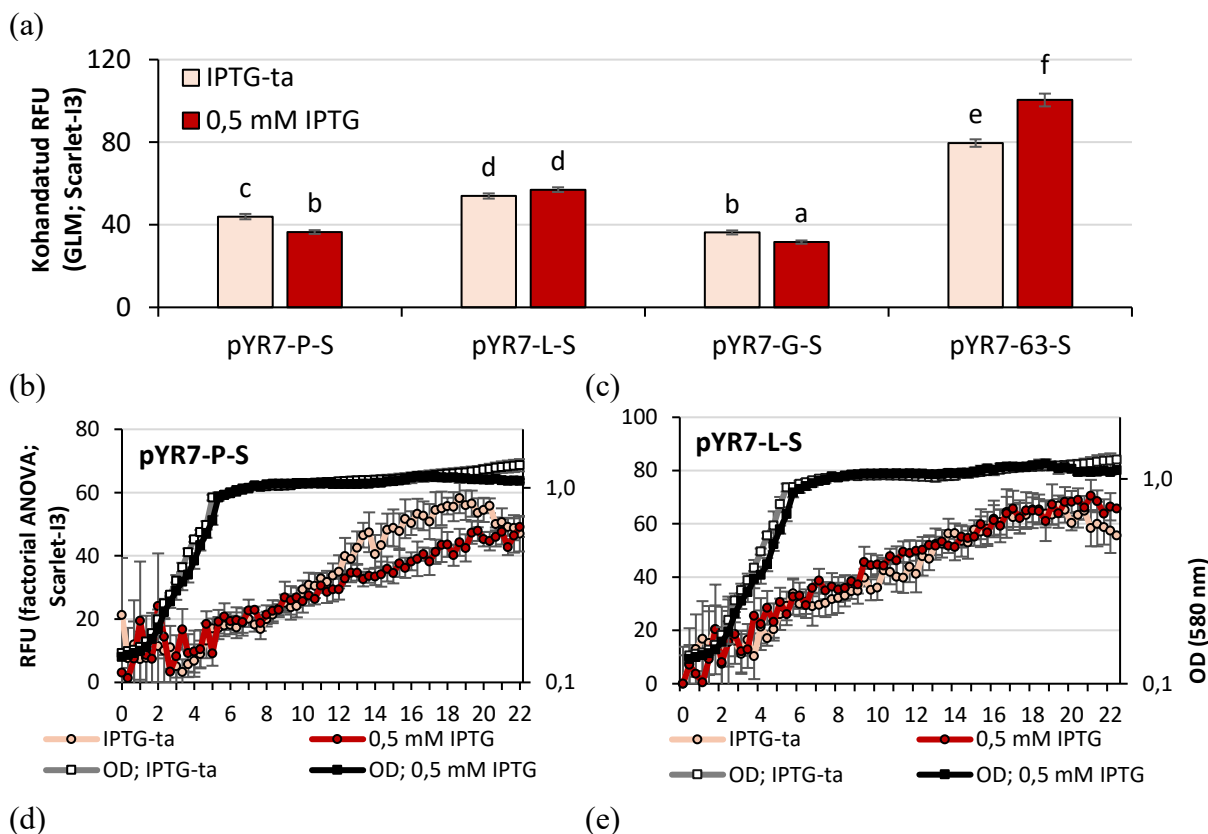 (a)
Kohandatud RFU
(GLM; Scarlet-I3)
120
80
40
0
IPTG-ta
0,5 mM IPTG
c
b
d
d
b
a
e
f
pYR7-P-S
pYR7-L-S
pYR7-G-S
pYR7-63-S
(b)
(c)
RFU (factorial ANOVA;
Scarlet-I3)
80
60
40
20
0
pYR7-P-S
1,0
0,1
0 2 4 6 8 10 12 14 16 18 20 22
IPTG-ta
0,5 mM IPTG
OD; IPTG-ta
OD; 0,5 mM IPTG
100
80
60
40
20
0
pYR7-L-S
1,0
0,1
OD (580 nm)
0 2 4 6 8 10 12 14 16 18 20 22
IPTG-ta
0,5 mM IPTG
OD; IPTG-ta
OD; 0,5 mM IPTG
(d)
(e)